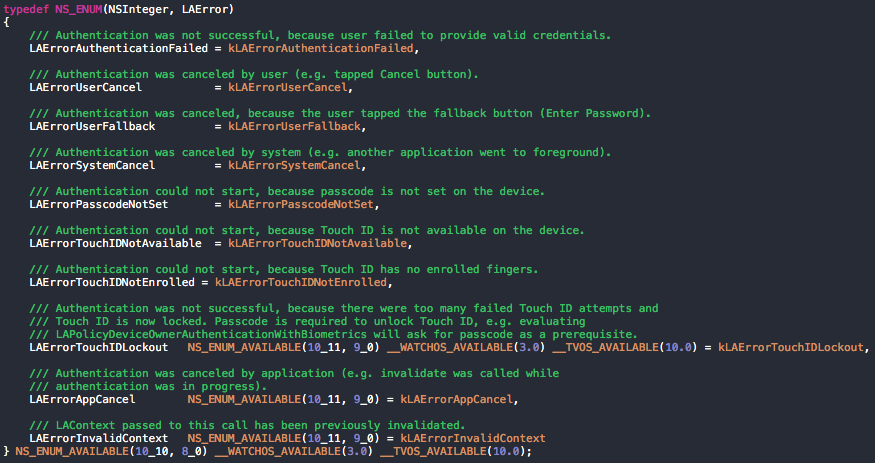 typedef NS_ENUM(NSInteger, LAError)
{
    /// Authentication was not successful, because user failed to provide valid credentials.
    LAErrorAuthenticationFailed = kLAErrorAuthenticationFailed,

    /// Authentication was canceled by user (e.g. tapped Cancel button).
    LAErrorUserCancel           = kLAErrorUserCancel,

    /// Authentication was canceled, because the user tapped the fallback button (Enter Password).
    LAErrorUserFallback         = kLAErrorUserFallback,

    /// Authentication was canceled by system (e.g. another application went to foreground).
    LAErrorSystemCancel         = kLAErrorSystemCancel,

    /// Authentication could not start, because passcode is not set on the device.
    LAErrorPasscodeNotSet       = kLAErrorPasscodeNotSet,

    /// Authentication could not start, because Touch ID is not available on the device.
    LAErrorTouchIDNotAvailable  = kLAErrorTouchIDNotAvailable,

    /// Authentication could not start, because Touch ID has no enrolled fingers.
    LAErrorTouchIDNotEnrolled = kLAErrorTouchIDNotEnrolled,

    /// Authentication was not successful, because there were too many failed Touch ID attempts and
    /// Touch ID is now locked. Passcode is required to unlock Touch ID, e.g. evaluating
    /// LAPolicyDeviceOwnerAuthenticationWithBiometrics will ask for passcode as a prerequisite.
    LAErrorTouchIDLockout   NS_ENUM_AVAILABLE(10_11, 9_0) __WATCHOS_AVAILABLE(3.0) __TVOS_AVAILABLE(10.0) = kLAErrorTouchIDLockout,

    /// Authentication was canceled by application (e.g. invalidate was called while
    /// authentication was in progress).
    LAErrorAppCancel        NS_ENUM_AVAILABLE(10_11, 9_0) = kLAErrorAppCancel,

    /// LAContext passed to this call has been previously invalidated.
    LAErrorInvalidContext   NS_ENUM_AVAILABLE(10_11, 9_0) = kLAErrorInvalidContext
} NS_ENUM_AVAILABLE(10_10, 8_0) __WATCHOS_AVAILABLE(3.0) __TVOS_AVAILABLE(10.0);